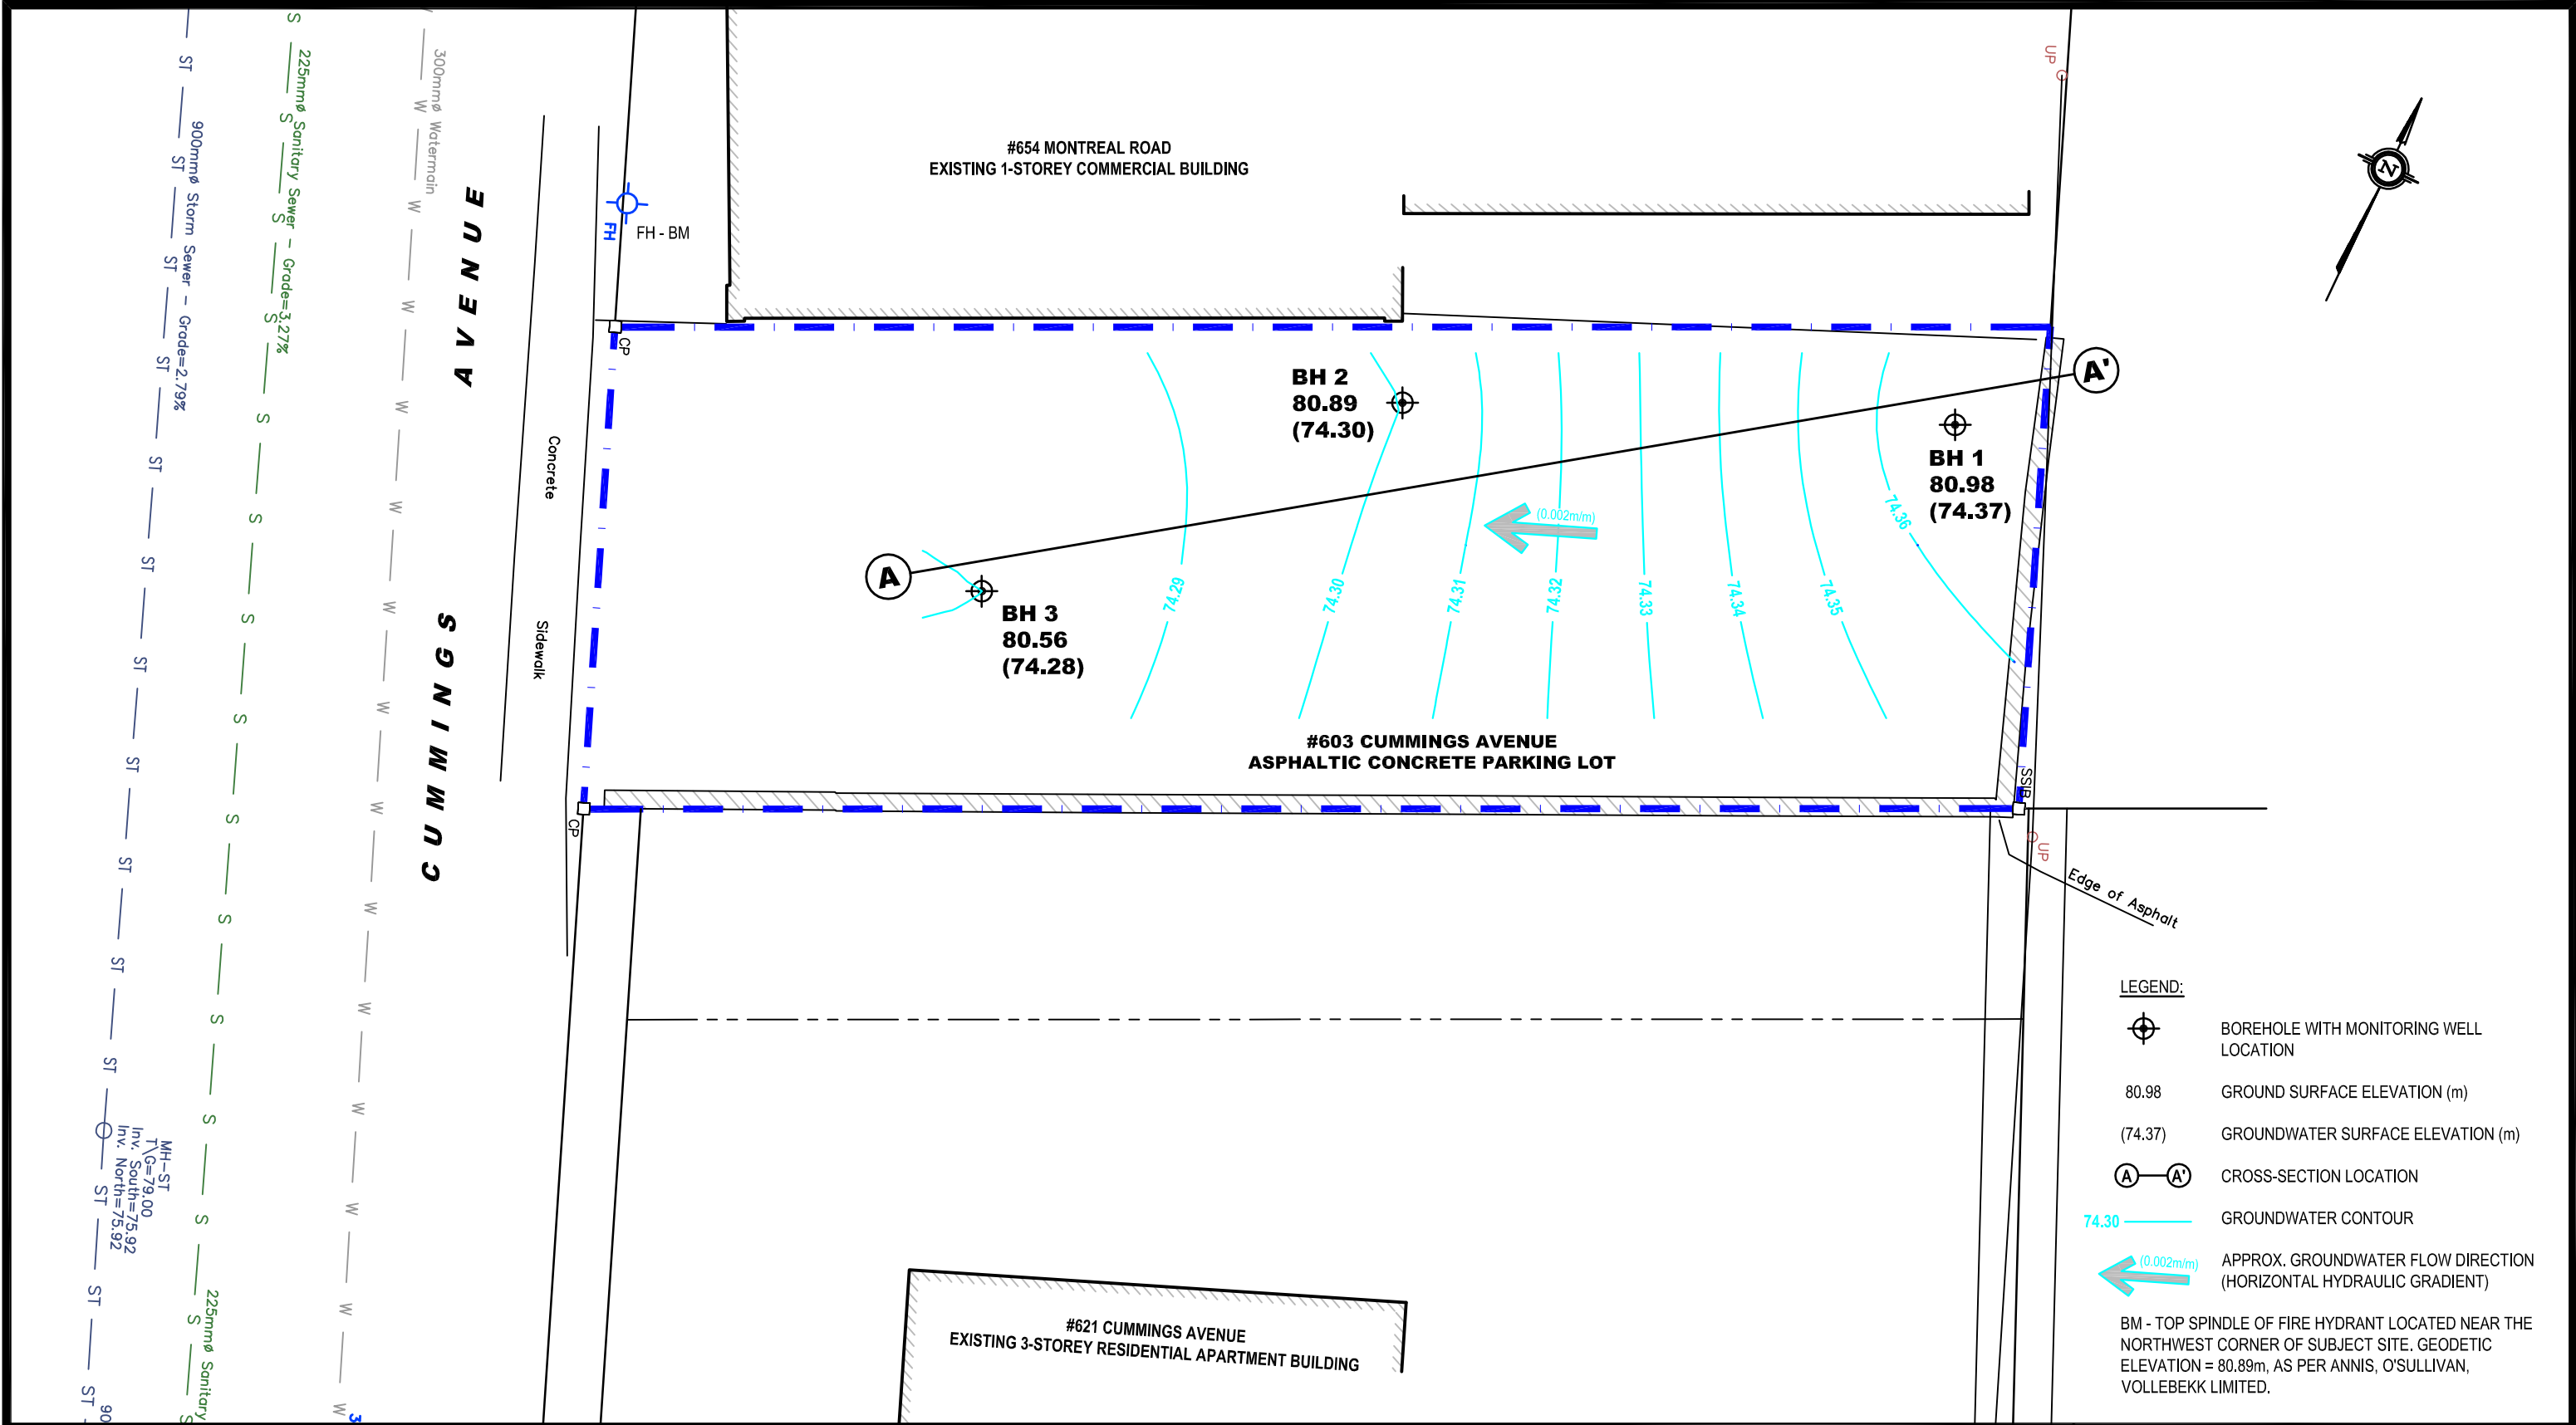 #654 MONTREAL ROAD
EXISTING 1-STOREY COMMERCIAL BUILDING
UP
N
900mmø Storm Sewer - Grade=2.79%
225mmø Sanitary Sewer - Grade=3.27%
300mmø Watermain
CUMMINGS AVENUE
Concrete Sidewalk
FH
FH - BM
CP
BH 2
80.89
(74.30)
BH 1
80.98
(74.37)
BH 3
80.56
(74.28)
A
A'
(0.002m/m)
74.29
74.30
74.31
74.32
74.33
74.34
74.35
74.36
#603 CUMMINGS AVENUE
ASPHALTIC CONCRETE PARKING LOT
CP
SSIB
UP
Edge of Asphalt
MH-ST
T\G=79.00
Inv. South=75.92
Inv. North=75.92
225mmø Sanitary
90
3
ST
S
W
#621 CUMMINGS AVENUE
EXISTING 3-STOREY RESIDENTIAL APARTMENT BUILDING
LEGEND:
BOREHOLE WITH MONITORING WELL
LOCATION
80.98 GROUND SURFACE ELEVATION (m)
(74.37) GROUNDWATER SURFACE ELEVATION (m)
A A' CROSS-SECTION LOCATION
74.30 GROUNDWATER CONTOUR
(0.002m/m) APPROX. GROUNDWATER FLOW DIRECTION
(HORIZONTAL HYDRAULIC GRADIENT)
BM - TOP SPINDLE OF FIRE HYDRANT LOCATED NEAR THE
NORTHWEST CORNER OF SUBJECT SITE. GEODETIC
ELEVATION = 80.89m, AS PER ANNIS, O'SULLIVAN,
VOLLEBEKK LIMITED.